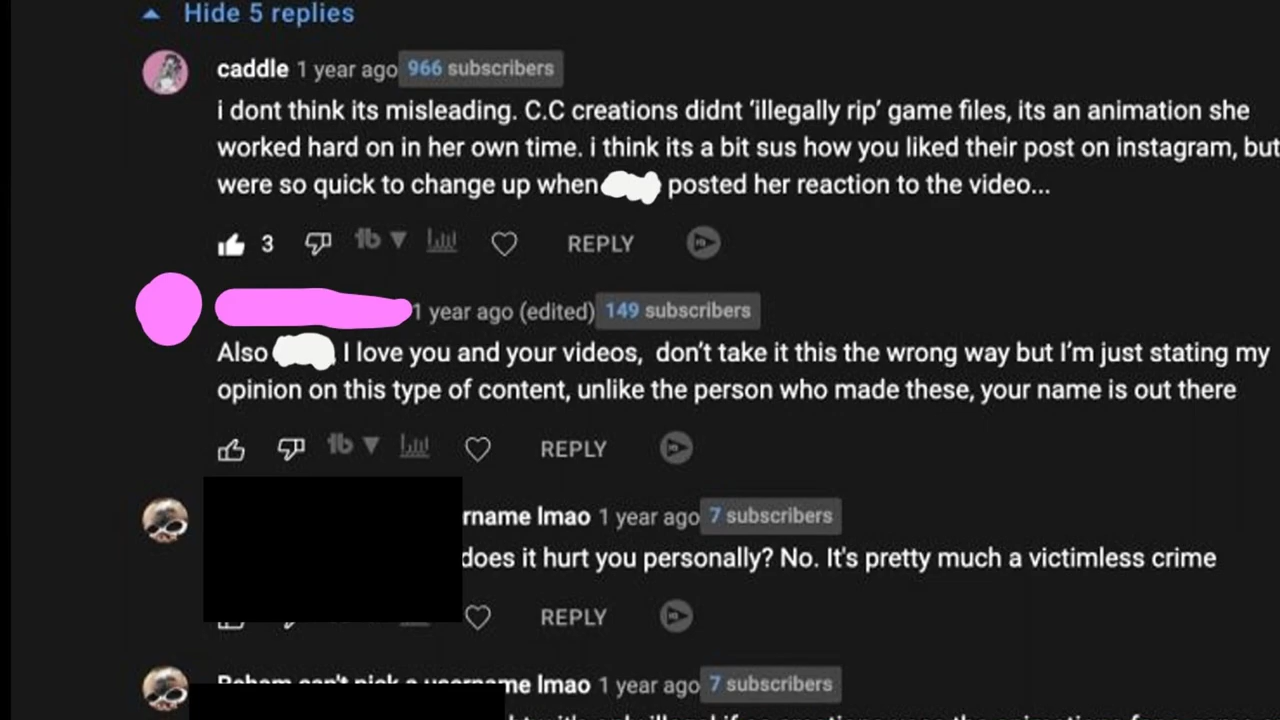 Hide 5 replies
caddle 1 year ago 966 subscribers
i dont think its misleading. C.C creations didnt ‘illegally rip’ game files, its an animation she
worked hard on in her own time. i think its a bit sus how you liked their post on instagram, but
were so quick to change up when posted her reaction to the video...
3 REPLY
1 year ago (edited) 149 subscribers
Also I love you and your videos, don’t take it this the wrong way but I’m just stating my
opinion on this type of content, unlike the person who made these, your name is out there
REPLY
rname lmao 1 year ago 7 subscribers
does it hurt you personally? No. It's pretty much a victimless crime
REPLY
can't pick a username lmao 1 year ago 7 subscribers